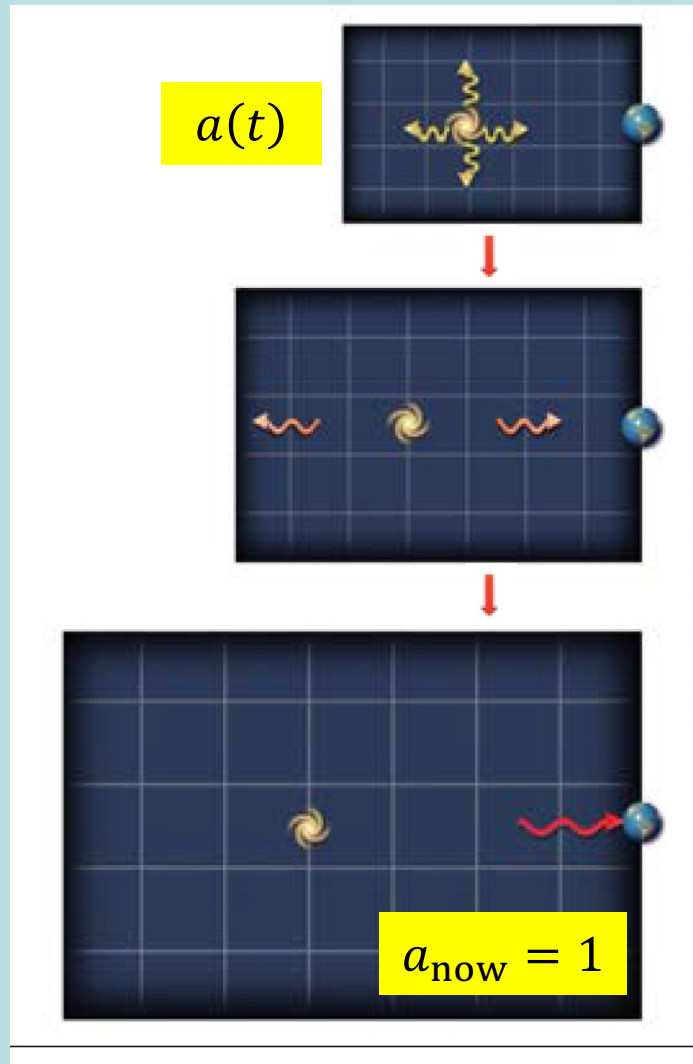 a(t)
a_now = 1